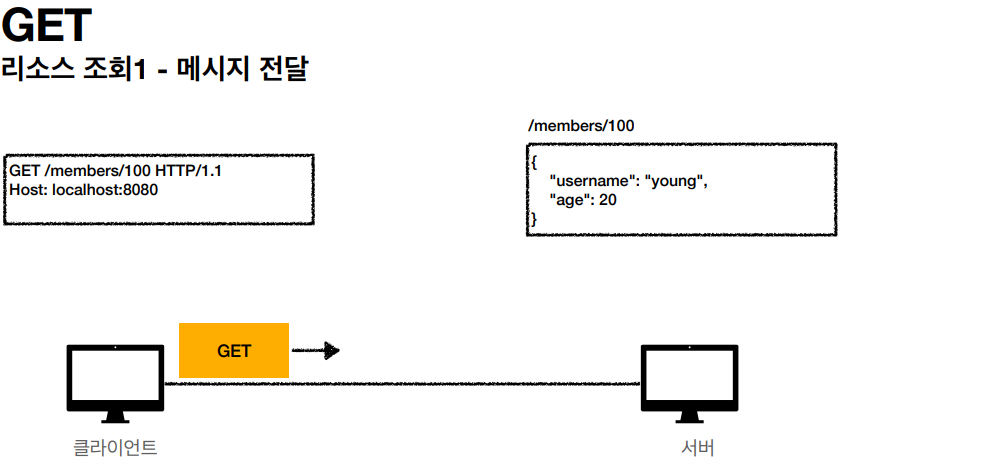 GET
리소스 조회1 - 메시지 전달
GET /members/100 HTTP/1.1
Host: localhost:8080
/members/100
{
"username": "young",
"age": 20
}
GET
클라이언트
서버